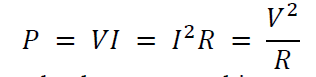 P = VI = I²R = V²/R